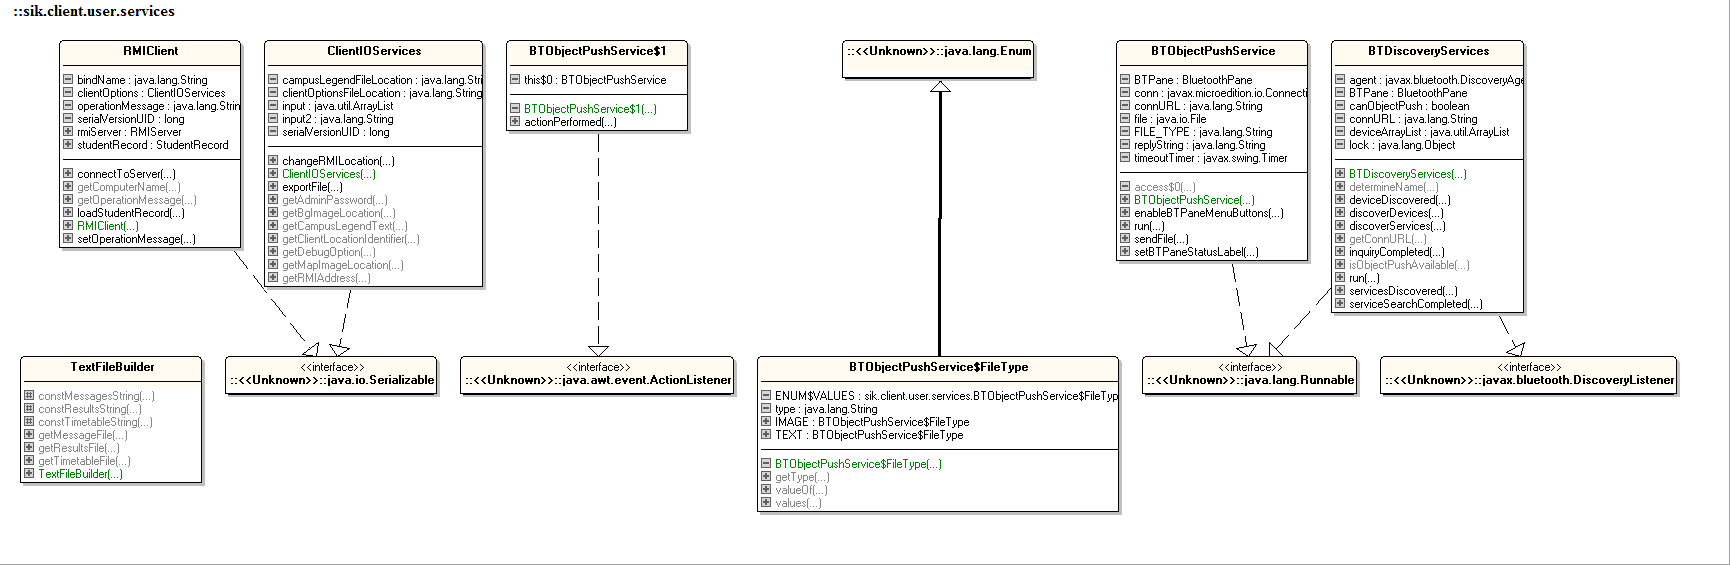 ::sik.client.user.services
RMIClient
bindName : java.lang.String
clientOptions : ClientIOServices
operationMessage : java.lang.Strin
serialVersionUID : long
rmiServer : RMIServer
studentRecord : StudentRecord
connectToServer(...)
getComputerName(...)
getOperationMessage(...)
loadStudentRecord(...)
RMIClient(...)
setOperationMessage(...)
ClientIOServices
campusLegendFileLocation : java.lang.Stri
clientOptionsFileLocation : java.lang.String
input : java.util.ArrayList
input2 : java.lang.String
serialVersionUID : long
changeRMILocation(...)
ClientIOServices(...)
exportFile(...)
getAdminPassword(...)
getBgImageLocation(...)
getCampusLegendText(...)
getClientLocationIdentifier(...)
getDebugOption(...)
getMapImageLocation(...)
getRMIAddress(...)
BTObjectPushService$1
this$0 : BTObjectPushService
BTObjectPushService$1(...)
actionPerformed(...)
::<<Unknown>>::java.lang.Enum
BTObjectPushService
BTPane : BluetoothPane
conn : javax.microedition.io.Connecti
connURL : java.lang.String
file : java.io.File
FILE_TYPE : java.lang.String
replyString : java.lang.String
timeoutTimer : javax.swing.Timer
access$0(...)
BTObjectPushService(...)
enableBTPaneMenuButtons(...)
run(...)
sendFile(...)
setBTPaneStatusLabel(...)
BTDiscoveryServices
agent : javax.bluetooth.DiscoveryAge
BTPane : BluetoothPane
canObjectPush : boolean
connURL : java.lang.String
deviceArrayList : java.util.ArrayList
lock : java.lang.Object
BTDiscoveryServices(...)
determineName(...)
deviceDiscovered(...)
discoverDevices(...)
discoverServices(...)
getConnURL(...)
inquiryCompleted(...)
isObjectPushAvailable(...)
run(...)
servicesDiscovered(...)
serviceSearchCompleted(...)
TextFileBuilder
constMessagesString(...)
constResultsString(...)
constTimetableString(...)
getMessageFile(...)
getResultsFile(...)
getTimetableFile(...)
TextFileBuilder(...)
<<interface>>
::<<Unknown>>::java.io.Serializable
<<interface>>
::<<Unknown>>::java.awt.event.ActionListener
BTObjectPushService$FileType
ENUM$VALUES : sik.client.user.services.BTObjectPushService$FileTyp
type : java.lang.String
IMAGE : BTObjectPushService$FileType
TEXT : BTObjectPushService$FileType
BTObjectPushService$FileType(...)
getType(...)
valueOf(...)
values(...)
<<interface>>
::<<Unknown>>::java.lang.Runnable
<<interface>>
::<<Unknown>>::javax.bluetooth.DiscoveryListener